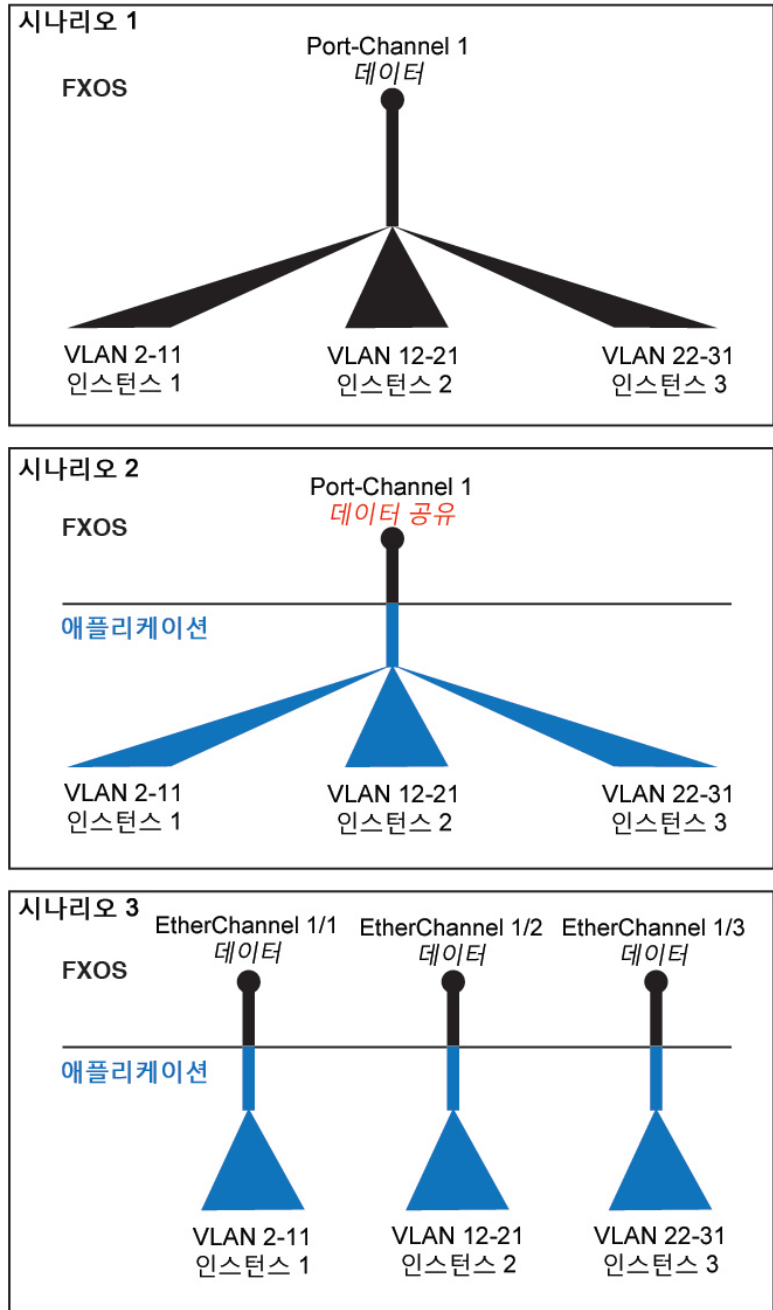 시나리오 1
Port-Channel 1
데이터
FXOS
VLAN 2-11
인스턴스 1
VLAN 12-21
인스턴스 2
VLAN 22-31
인스턴스 3
시나리오 2
Port-Channel 1
데이터 공유
FXOS
애플리케이션
VLAN 2-11
인스턴스 1
VLAN 12-21
인스턴스 2
VLAN 22-31
인스턴스 3
시나리오 3
EtherChannel 1/1
데이터
EtherChannel 1/2
데이터
EtherChannel 1/3
데이터
FXOS
애플리케이션
VLAN 2-11
인스턴스 1
VLAN 12-21
인스턴스 2
VLAN 22-31
인스턴스 3